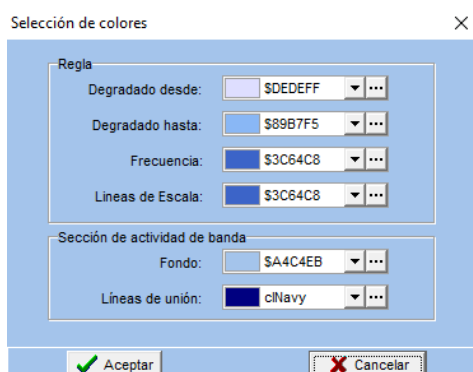 Selección de colores
Regla
Degradado desde: $DEDEFF
Degradado hasta: $89B7F5
Frecuencia: $3C64C8
Lineas de Escala: $3C64C8
Sección de actividad de banda
Fondo: $A4C4EB
Líneas de unión: clNavy
Aceptar Cancelar